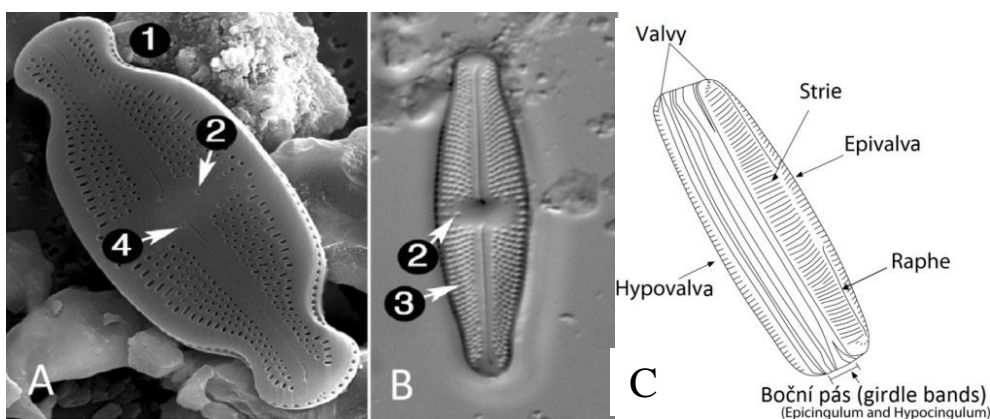 1
2
4
A
2
3
B
Valvy
Strie
Epivalva
Raphe
Hypovalva
C
Boční pás (girdle bands)
(Epicingulum and Hypocingulum)